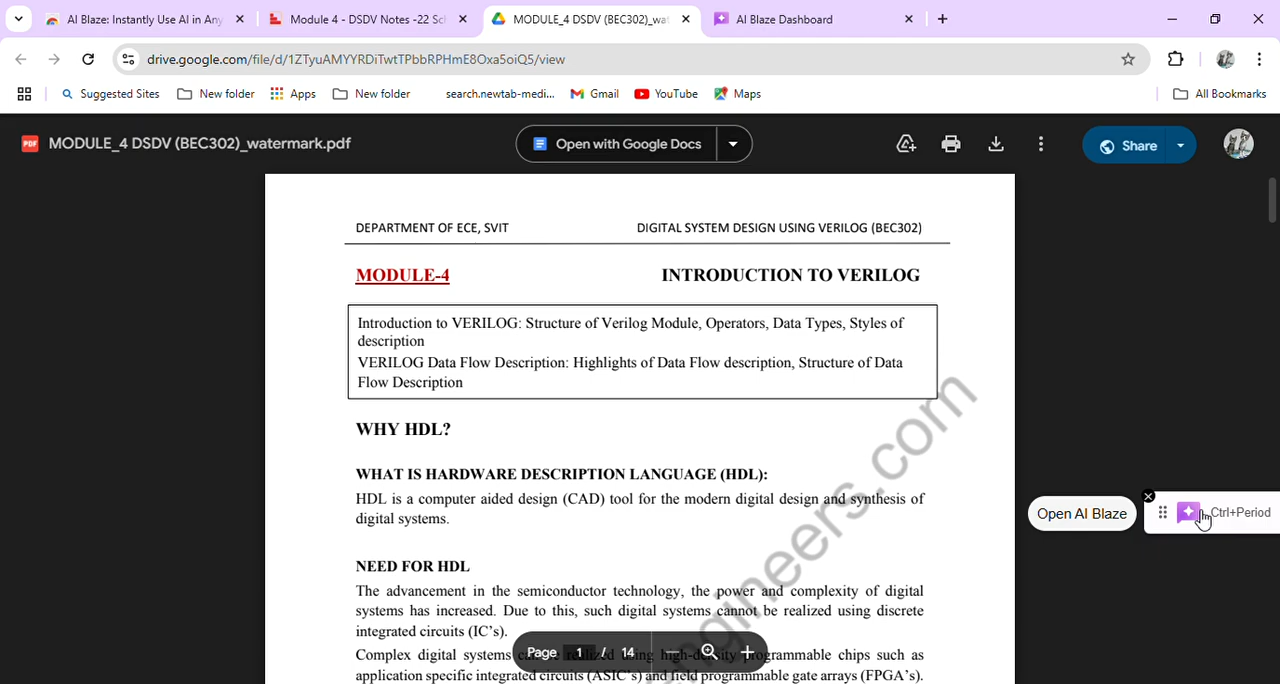 AI Blaze: Instantly Use AI in Any
Module 4 - DSDV Notes -22 Sc
MODULE_4 DSDV (BEC302)_wa
AI Blaze Dashboard
drive.google.com/file/d/1ZTyuAMYYRDiTwtTPbbRPHmE8Oxa5oiQ5/view
Suggested Sites
New folder
Apps
New folder
search.newtab-medi...
Gmail
YouTube
Maps
All Bookmarks
PDF
MODULE_4 DSDV (BEC302)_watermark.pdf
Open with Google Docs
Share
DEPARTMENT OF ECE, SVIT DIGITAL SYSTEM DESIGN USING VERILOG (BEC302)
MODULE-4 INTRODUCTION TO VERILOG
Introduction to VERILOG: Structure of Verilog Module, Operators, Data Types, Styles of
description
VERILOG Data Flow Description: Highlights of Data Flow description, Structure of Data
Flow Description
WHY HDL?
WHAT IS HARDWARE DESCRIPTION LANGUAGE (HDL):
HDL is a computer aided design (CAD) tool for the modern digital design and synthesis of
digital systems.
NEED FOR HDL
The advancement in the semiconductor technology, the power and complexity of digital
systems has increased. Due to this, such digital systems cannot be realized using discrete
integrated circuits (IC's).
Complex digital systems using high-density programmable chips such as
application specific integrated circuits (ASIC's) and field programmable gate arrays (FPGA's).
ngineers.com
Page 1 / 14
Open AI Blaze
Ctrl+Period